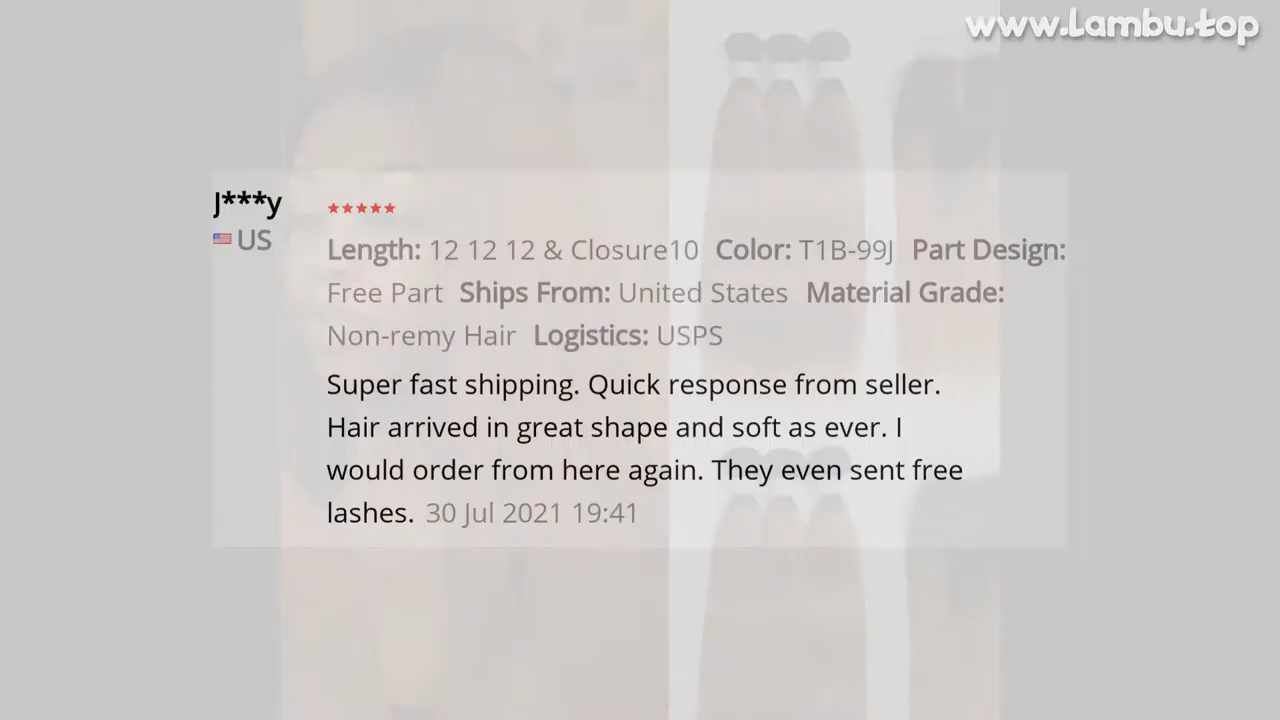 www.Lambu.top
J***y
US
Length: 12 12 12 & Closure10 Color: T1B-99J Part Design:
Free Part Ships From: United States Material Grade:
Non-remy Hair Logistics: USPS
Super fast shipping. Quick response from seller.
Hair arrived in great shape and soft as ever. I
would order from here again. They even sent free
lashes. 30 Jul 2021 19:41